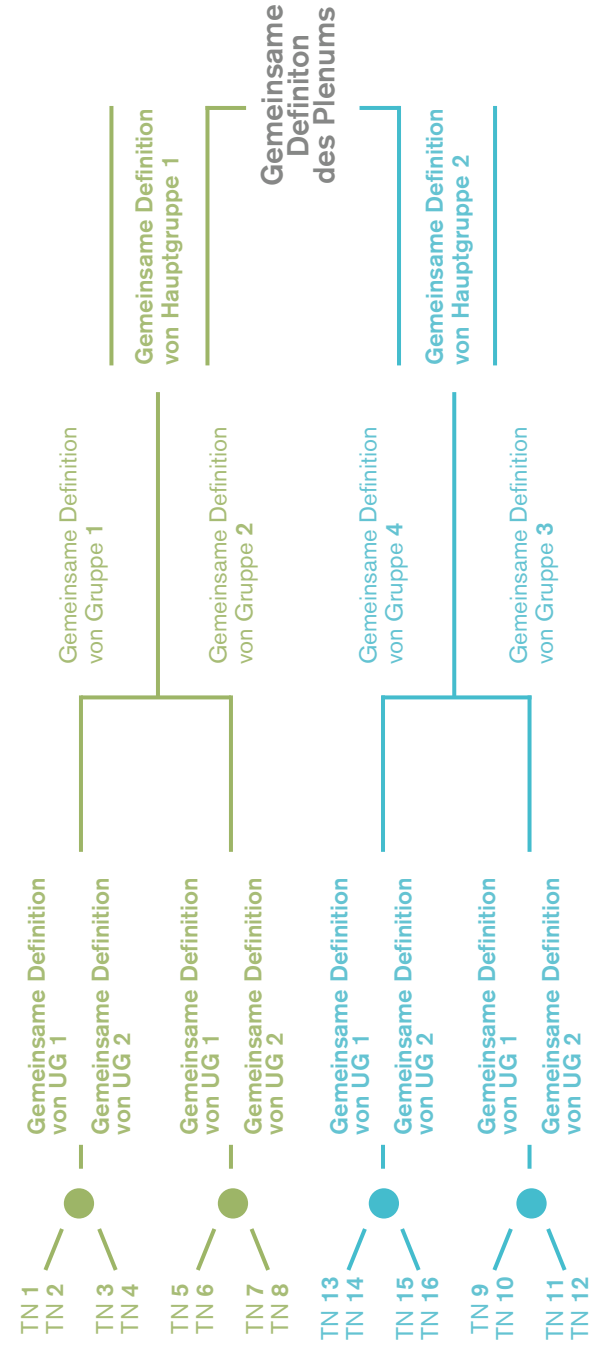 TN 1
TN 2
TN 3
TN 4
TN 5
TN 6
TN 7
TN 8
TN 13
TN 14
TN 15
TN 16
TN 9
TN 10
TN 11
TN 12
Gemeinsame Definition
von UG 1
Gemeinsame Definition
von UG 2
Gemeinsame Definition
von UG 1
Gemeinsame Definition
von UG 2
Gemeinsame Definition
von UG 1
Gemeinsame Definition
von UG 2
Gemeinsame Definition
von UG 1
Gemeinsame Definition
von UG 2
Gemeinsame Definition
von Gruppe 1
Gemeinsame Definition
von Gruppe 2
Gemeinsame Definition
von Gruppe 4
Gemeinsame Definition
von Gruppe 3
Gemeinsame Definition
von Hauptgruppe 1
Gemeinsame Definition
von Hauptgruppe 2
Gemeinsame
Definiton
des Plenums